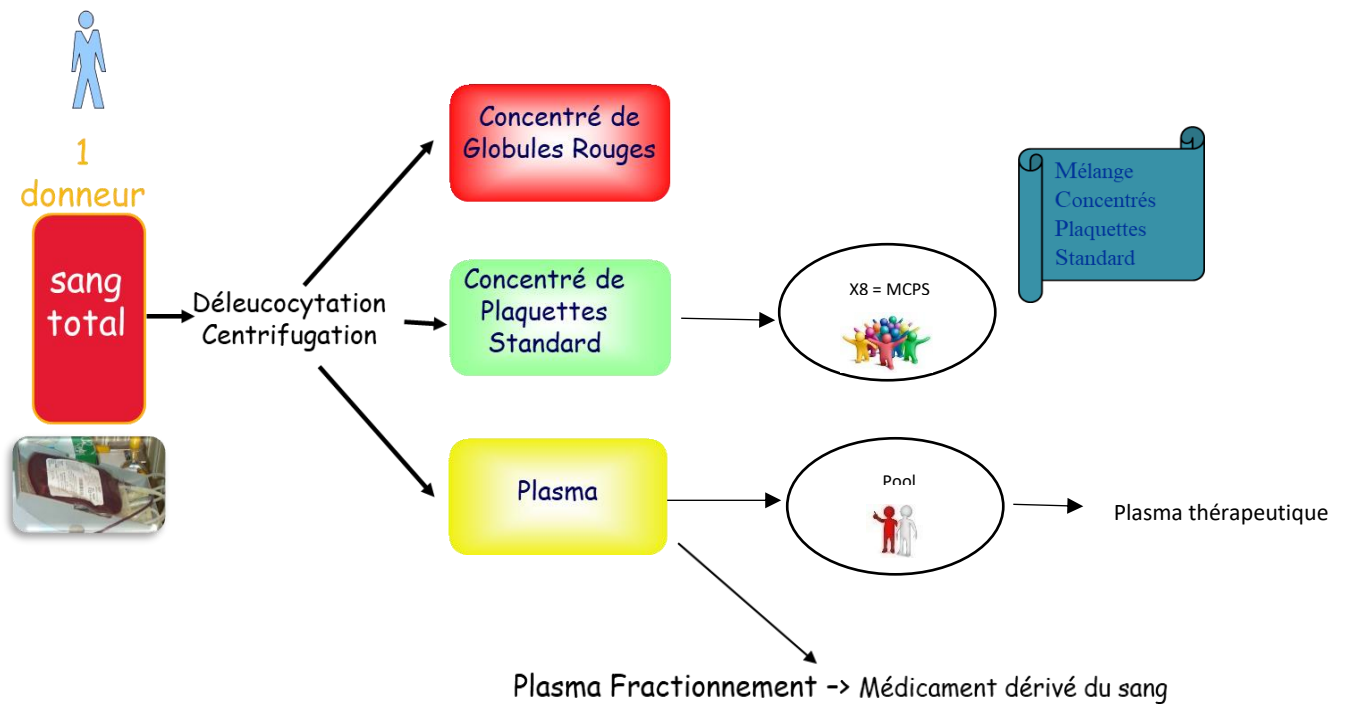 1
donneur
sang
total
Déleucocytation
Centrifugation
Concentré de
Globules Rouges
Concentré de
Plaquettes
Standard
X8 = MCPS
Mélange
Concentrés
Plaquettes
Standard
Plasma
Pool
Plasma thérapeutique
Plasma Fractionnement -> Médicament dérivé du sang